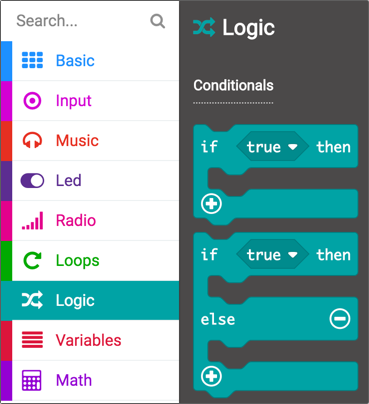 Search...
Basic
Input
Music
Led
Radio
Loops
Logic
Variables
Math
Logic
Conditionals
if true then
if true then
else